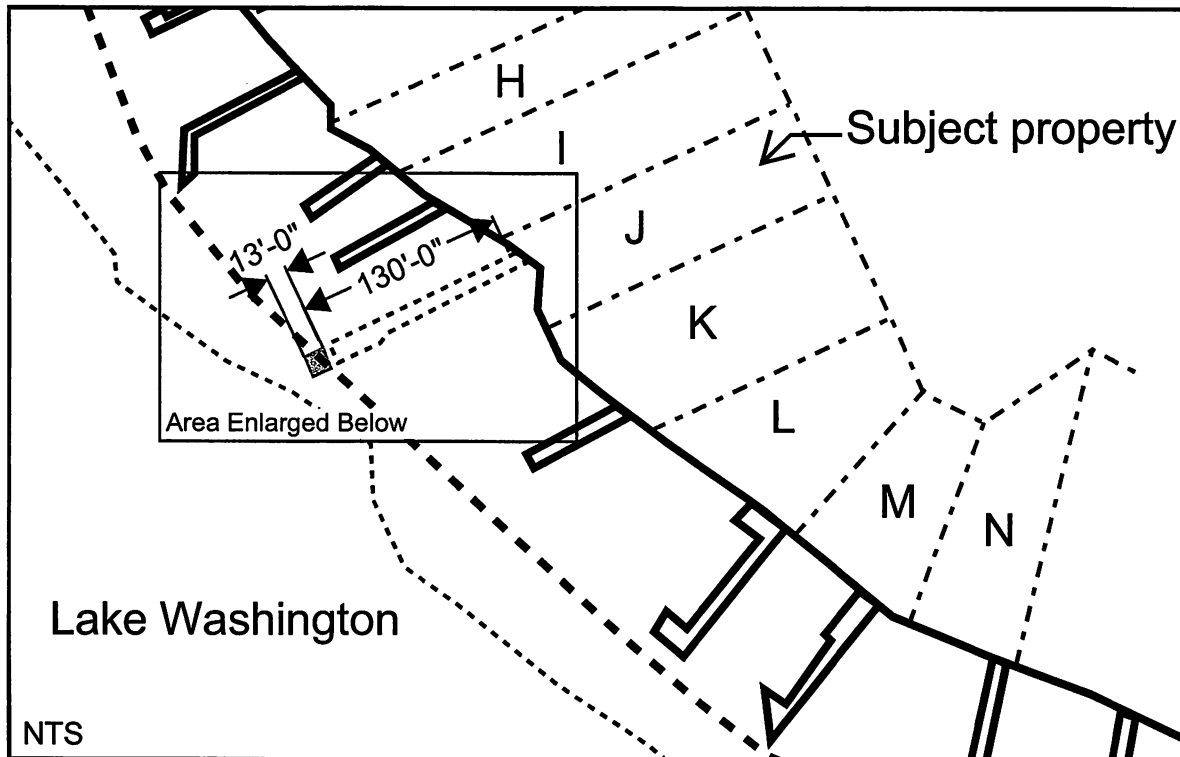 H
Subject property
I
J
13'-0"
130'-0"
K
Area Enlarged Below
L
M
N
Lake Washington
NTS